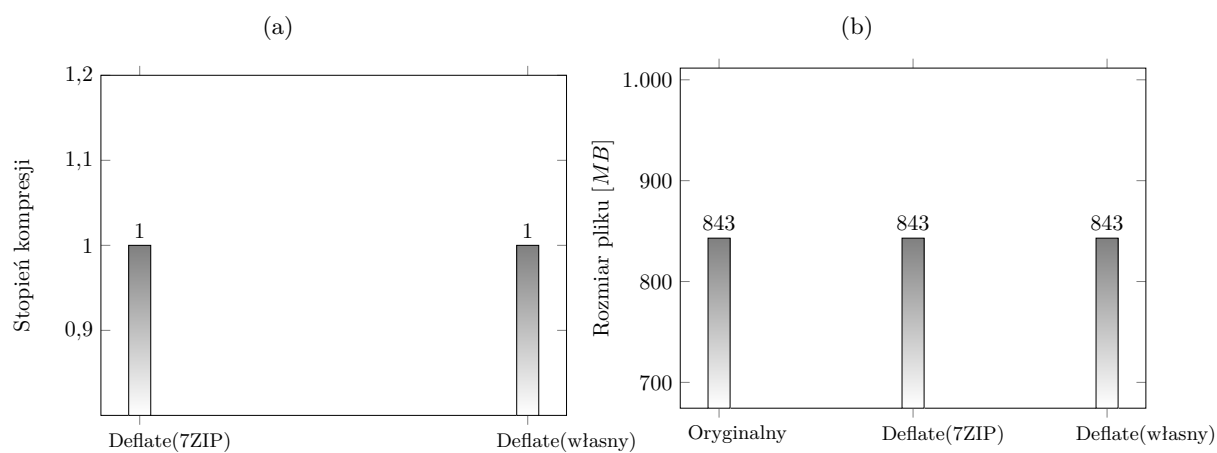 (a)
1,2
1,1
1
0,9
Stopień kompresji
1
1
Deflate(7ZIP)
Deflate(własny)
(b)
1.000
900
800
700
Rozmiar pliku [MB]
843
843
843
Oryginalny
Deflate(7ZIP)
Deflate(własny)